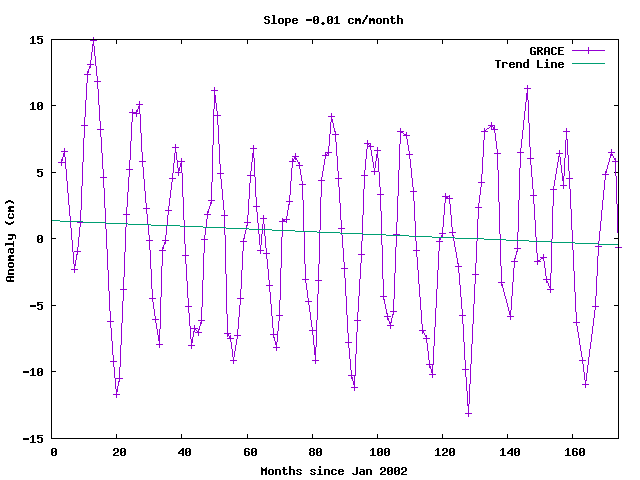 Slope -0.01 cm/month
GRACE
Trend Line
15
10
5
0
-5
-10
-15
Anomaly (cm)
0 20 40 60 80 100 120 140 160
Months since Jan 2002